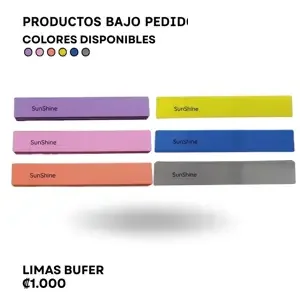 PRODUCTOS BAJO PEDIDO
COLORES DISPONIBLES
SunShine
SunShine
SunShine
SunShine
SunShine
SunShine
LIMAS BUFER
₡1.000